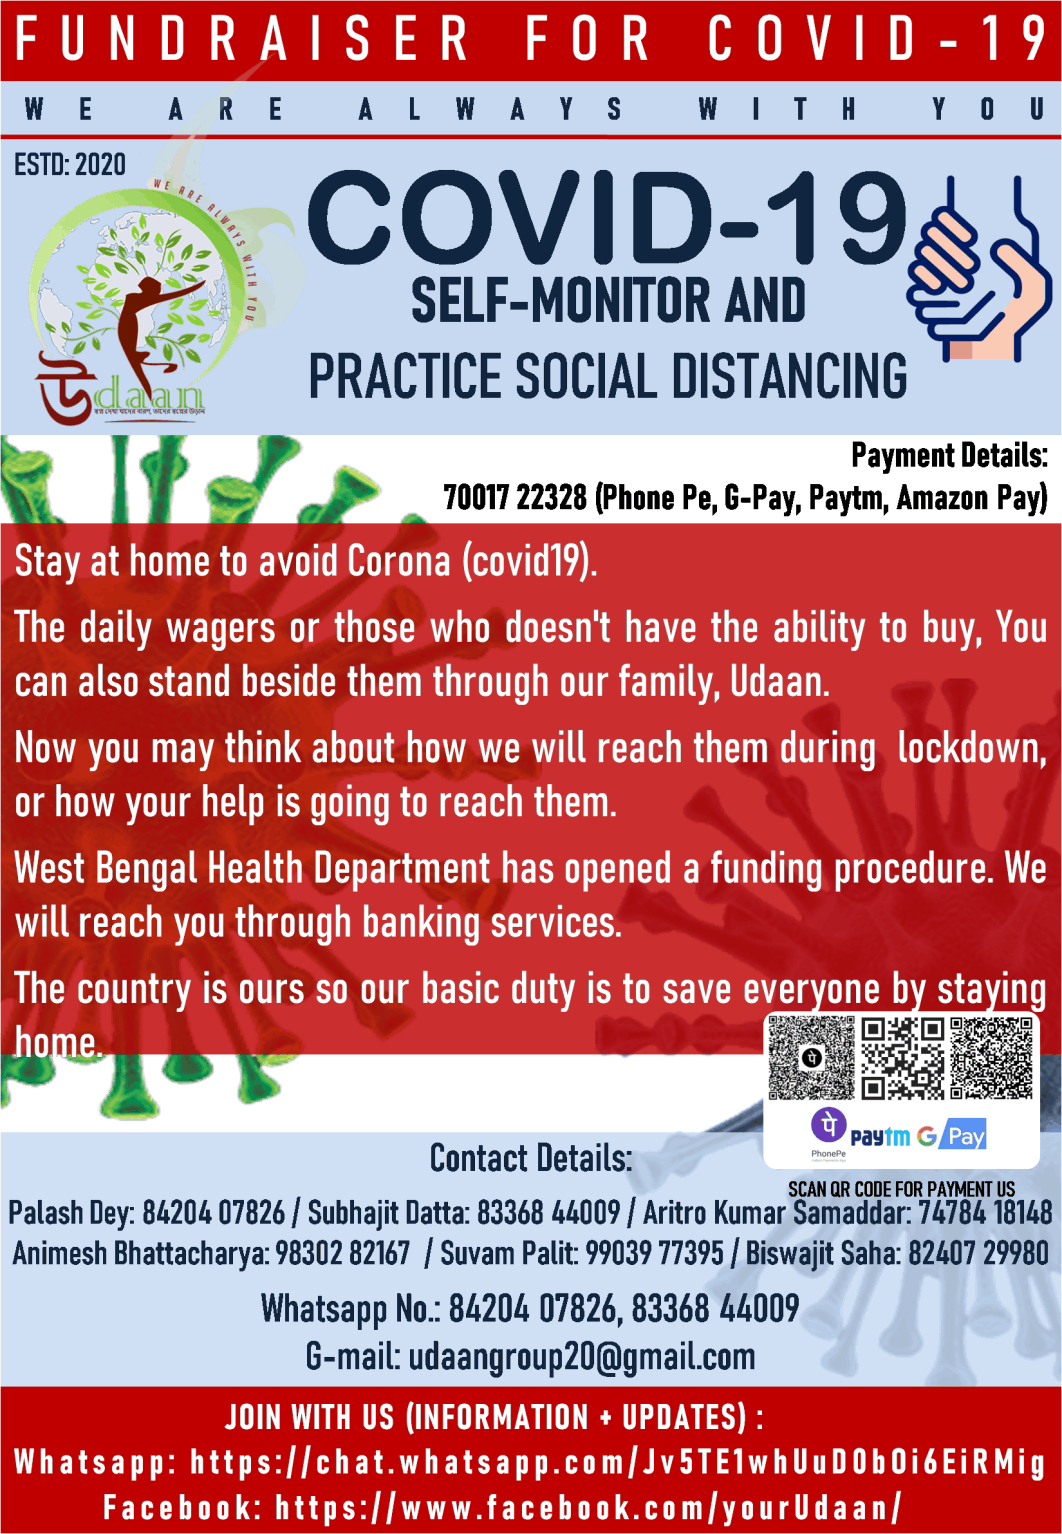 FUNDRAISER FOR COVID-19
WE ARE ALWAYS WITH YOU
ESTD: 2020
WE ARE ALWAYS WITH YOU
COVID-19
SELF-MONITOR AND
PRACTICE SOCIAL DISTANCING
উdaan
Payment Details:
70017 22328 (Phone Pe, G-Pay, Paytm, Amazon Pay)
Stay at home to avoid Corona (covid19).
The daily wagers or those who doesn't have the ability to buy, You
can also stand beside them through our family, Udaan.
Now you may think about how we will reach them during lockdown,
or how your help is going to reach them.
West Bengal Health Department has opened a funding procedure. We
will reach you through banking services.
The country is ours so our basic duty is to save everyone by staying
home.
पे paytm G Pay
PhonePe
SCAN QR CODE FOR PAYMENT US
Contact Details:
Palash Dey: 84204 07826 / Subhajit Datta: 83368 44009 / Aritro Kumar Samaddar: 74784 18148
Animesh Bhattacharya: 98302 82167 / Suvam Palit: 99039 77395 / Biswajit Saha: 82407 29980
Whatsapp No.: 84204 07826, 83368 44009
G-mail: udaangroup20@gmail.com
JOIN WITH US (INFORMATION + UPDATES) :
Whatsapp: https://chat.whatsapp.com/Jv5TE1whUuD0bOi6EiRMig
Facebook: https://www.facebook.com/yourUdaan/